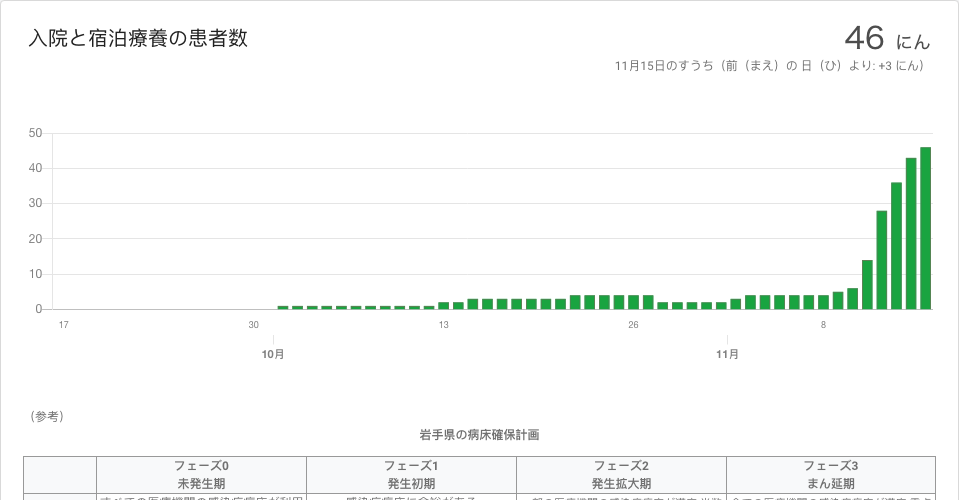 入院と宿泊療養の患者数
46 にん
11月15日のすうち（前（まえ）の 日（ひ）より: +3 にん）
50
40
30
20
10
0
17 30 13 26 8
10月 11月
（参考）
岩手県の病床確保計画
フェーズ0 フェーズ1 フェーズ2 フェーズ3
未発生期 発生初期 発生拡大期 まん延期